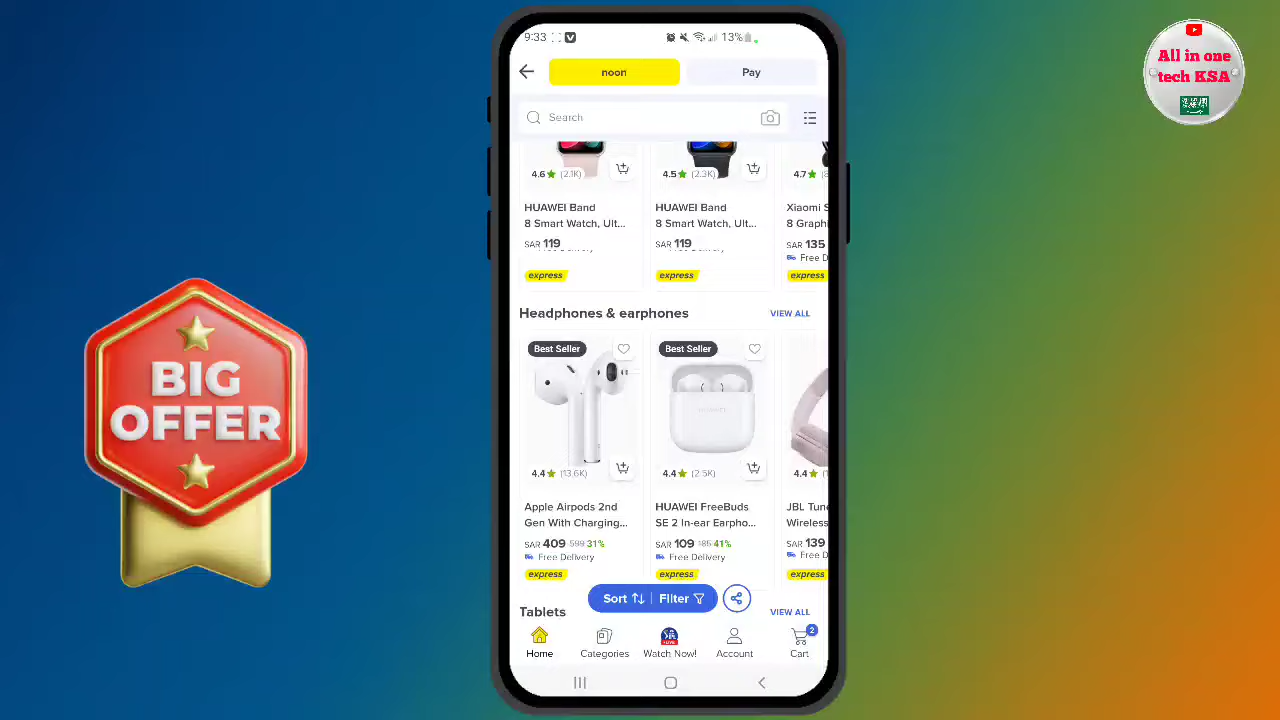 9:33
13%
noon
Pay
Search
4.6 (2.1K)
4.5 (2.3K)
4.7
HUAWEI Band
8 Smart Watch, Ult...
SAR 119
express
HUAWEI Band
8 Smart Watch, Ult...
SAR 119
express
Xiaomi S
8 Graphi
SAR 135
Free D
express
Headphones & earphones
VIEW ALL
Best Seller
4.4 (13.6K)
Apple Airpods 2nd
Gen With Charging...
SAR 409 599 31%
Free Delivery
express
Best Seller
HUAWEI
4.4 (2.5K)
HUAWEI FreeBuds
SE 2 In-ear Earpho...
SAR 109 185 41%
Free Delivery
express
4.4
JBL Tune
Wireless
SAR 139
Free D
express
Sort
Filter
Tablets
VIEW ALL
Home
Categories
LIVE
Watch Now!
Account
2
Cart
BIG
OFFER
All in one
tech KSA